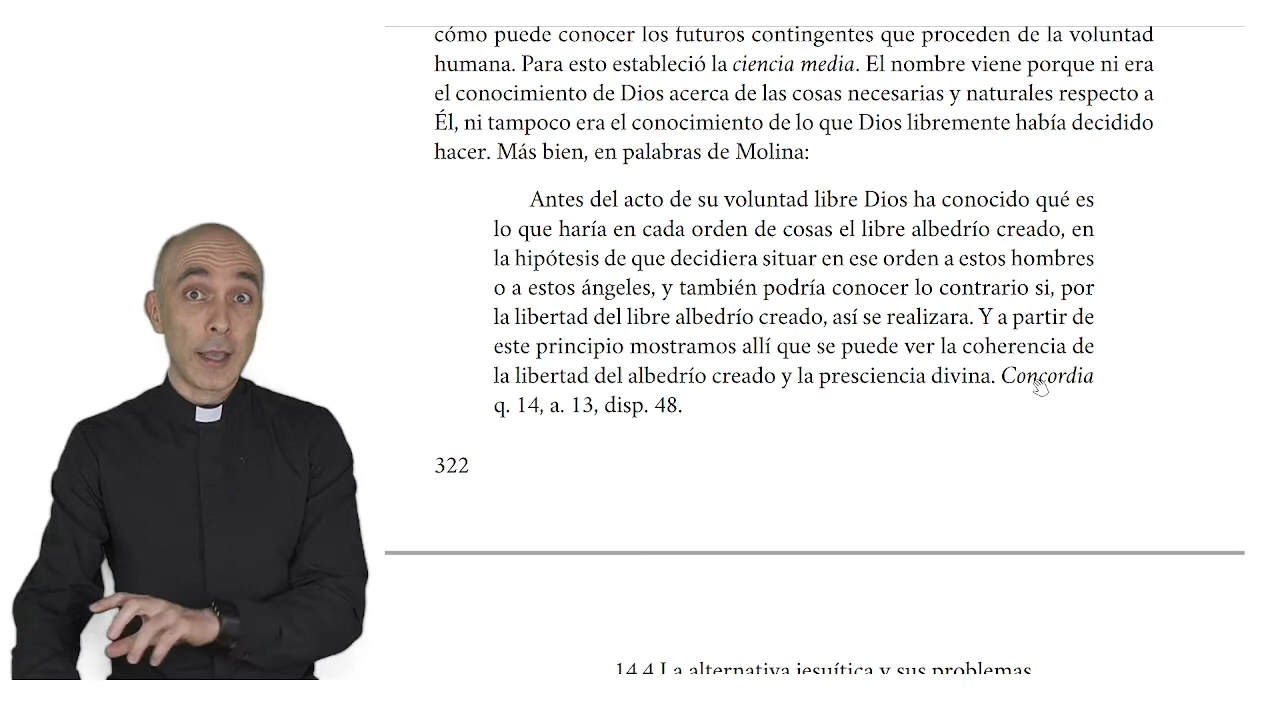 cómo puede conocer los futuros contingentes que proceden de la voluntad
humana. Para esto estableció la ciencia media. El nombre viene porque ni era
el conocimiento de Dios acerca de las cosas necesarias y naturales respecto a
Él, ni tampoco era el conocimiento de lo que Dios libremente había decidido
hacer. Más bien, en palabras de Molina:
Antes del acto de su voluntad libre Dios ha conocido qué es
lo que haría en cada orden de cosas el libre albedrío creado, en
la hipótesis de que decidiera situar en ese orden a estos hombres
o a estos ángeles, y también podría conocer lo contrario si, por
la libertad del libre albedrío creado, así se realizara. Y a partir de
este principio mostramos allí que se puede ver la coherencia de
la libertad del albedrío creado y la presciencia divina. Concordia
q. 14, a. 13, disp. 48.
322
14.4 La alternativa jesuítica y sus problemas